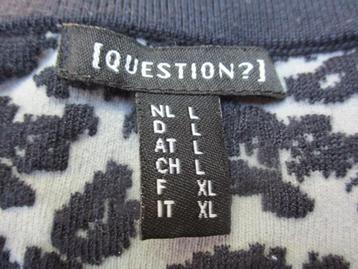 [QUESTION?]
NL L
D L
AT L
CH L
F XL
IT XL